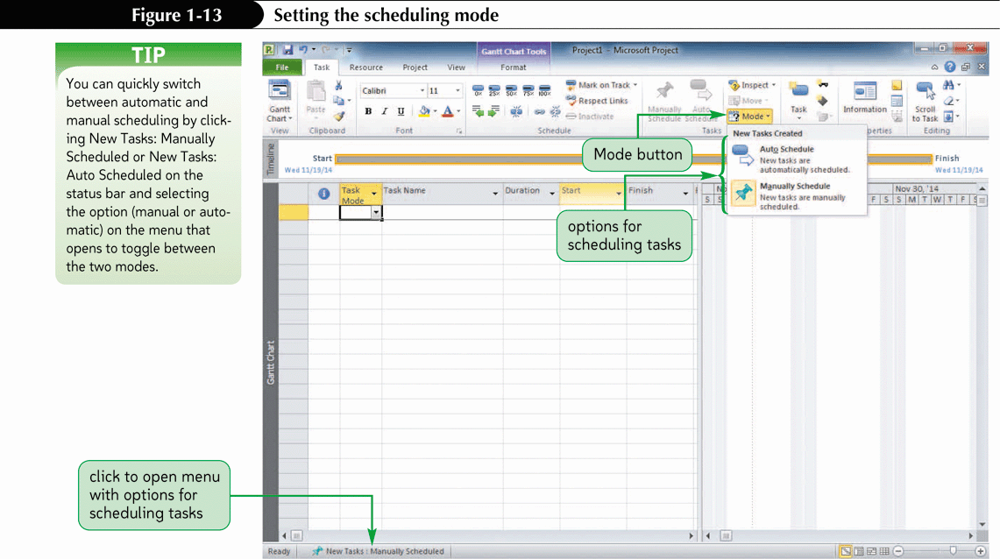 Figure 1-13 Setting the scheduling mode
TIP
You can quickly switch
between automatic and
manual scheduling by click-
ing New Tasks: Manually
Scheduled or New Tasks:
Auto Scheduled on the
status bar and selecting
the option (manual or auto-
matic) on the menu that
opens to toggle between
the two modes.
click to open menu
with options for
scheduling tasks
Gantt Chart Tools
Project1 - Microsoft Project
File Task Resource Project View Format
Gantt
Chart
View
Paste
Clipboard
Calibri 11
B I U A
Font
0% 25% 50% 75% 100%
Mark on Track
Respect Links
Inactivate
Schedule
Manually
Schedule
Auto
Schedule
Tasks
Inspect
Move
Mode
Task
Information
Scroll
to Task
Editing
New Tasks Created
Auto Schedule
New tasks are
automatically scheduled.
Manually Schedule
New tasks are manually
scheduled.
Mode button
options for
scheduling tasks
Timeline
Start
Wed 11/19/14
Finish
Wed 11/19/14
Task
Mode
Task Name Duration Start Finish
Nov 30, '14
S S F S S M T W T F S
Gantt Chart
Ready New Tasks : Manually Scheduled